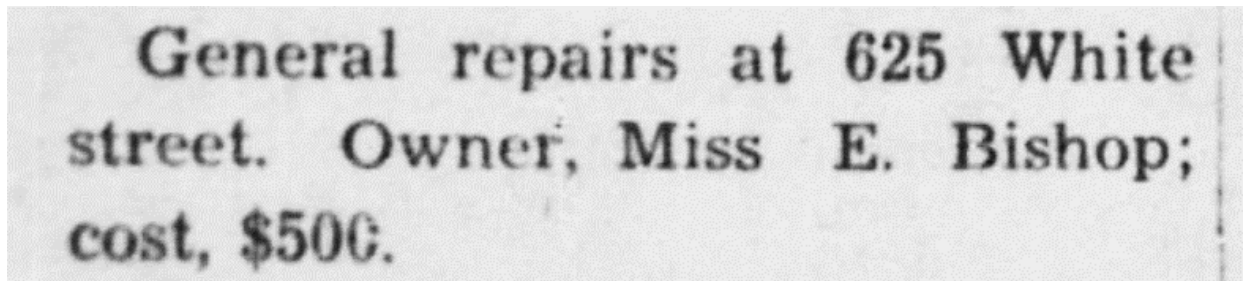 General repairs at 625 White
street. Owner, Miss E. Bishop;
cost, $500.